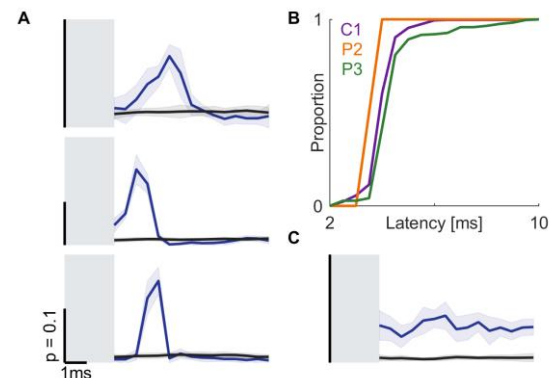 A
p = 0.1
1ms
B
C1
P2
P3
1
Proportion
0
2
Latency [ms]
10
C